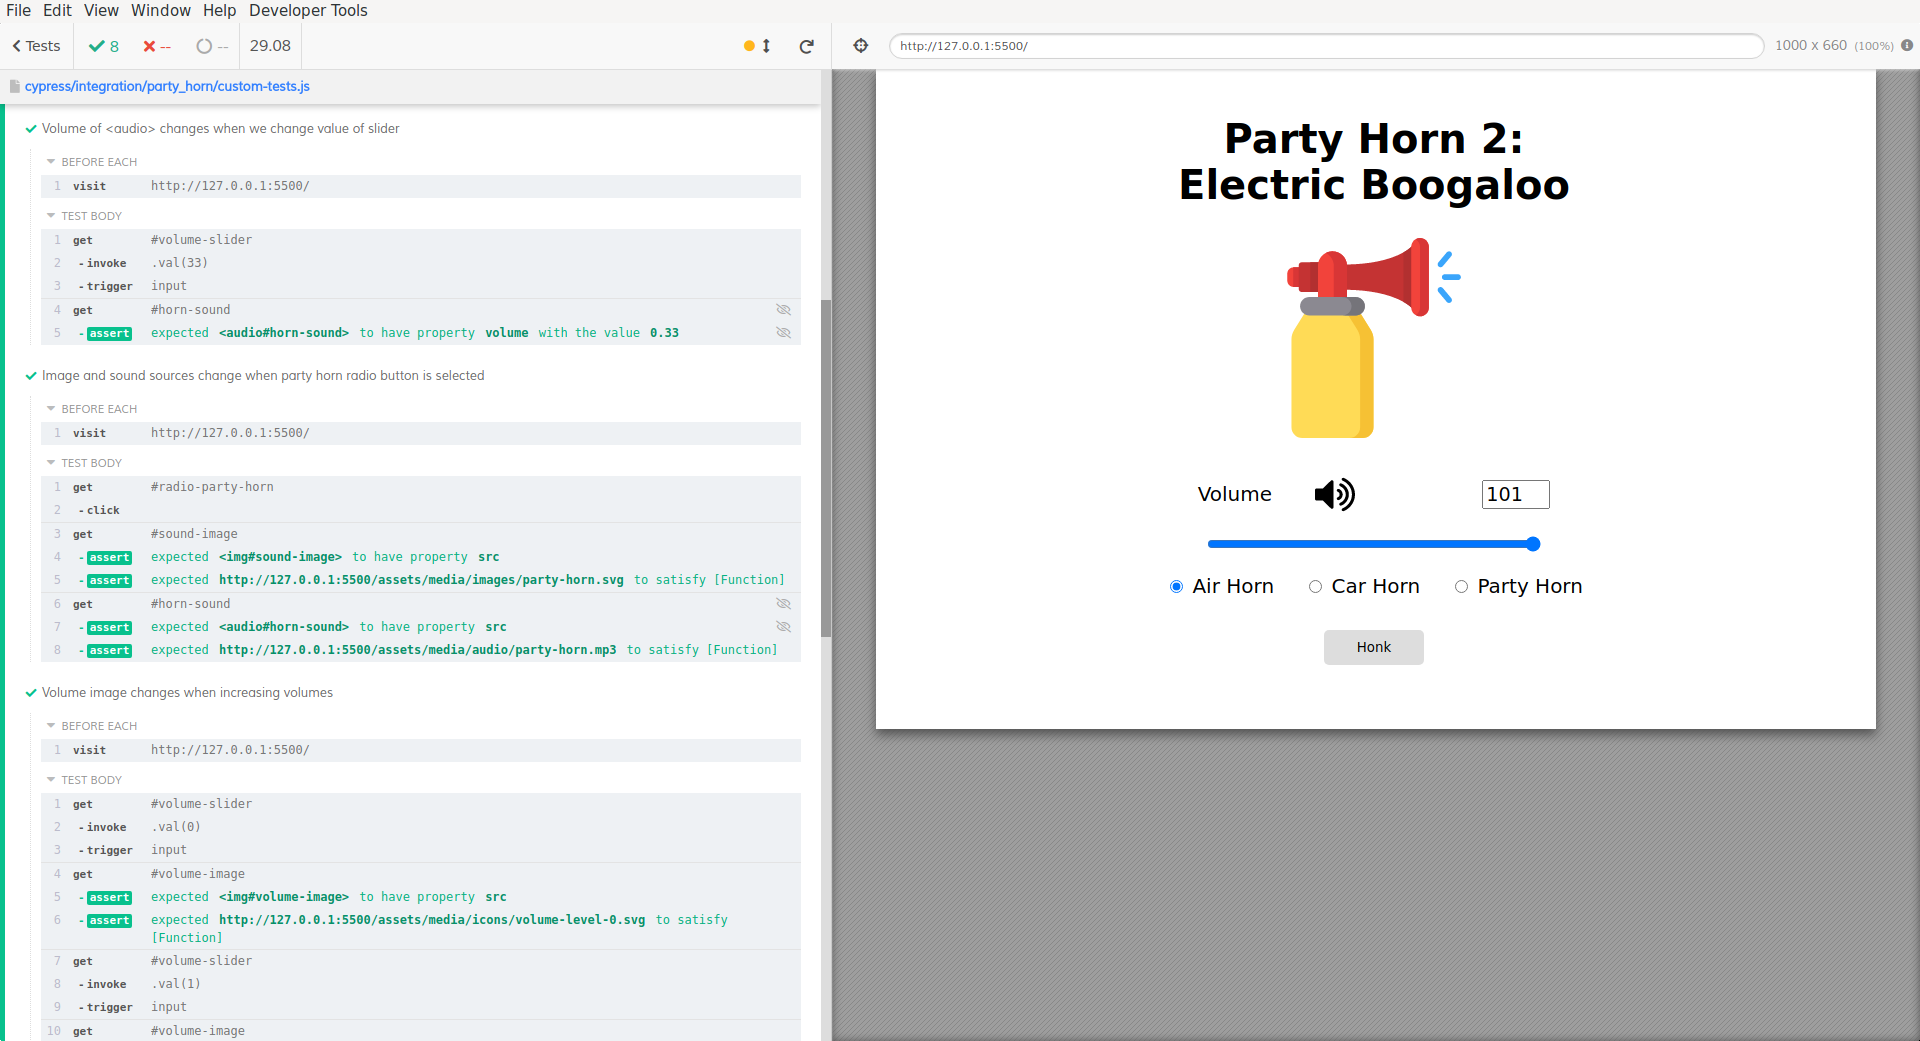 File Edit View Window Help Developer Tools
Tests 8 -- -- 29.08
http://127.0.0.1:5500/ 1000 x 660 (100%)
cypress/integration/party_horn/custom-tests.js
Volume of <audio> changes when we change value of slider
BEFORE EACH
1 visit http://127.0.0.1:5500/
TEST BODY
1 get #volume-slider
2 - invoke .val(33)
3 - trigger input
4 get #horn-sound
5 - assert expected <audio#horn-sound> to have property volume with the value 0.33
Image and sound sources change when party horn radio button is selected
BEFORE EACH
1 visit http://127.0.0.1:5500/
TEST BODY
1 get #radio-party-horn
2 - click
3 get #sound-image
4 - assert expected <img#sound-image> to have property src
5 - assert expected http://127.0.0.1:5500/assets/media/images/party-horn.svg to satisfy [Function]
6 get #horn-sound
7 - assert expected <audio#horn-sound> to have property src
8 - assert expected http://127.0.0.1:5500/assets/media/audio/party-horn.mp3 to satisfy [Function]
Volume image changes when increasing volumes
BEFORE EACH
1 visit http://127.0.0.1:5500/
TEST BODY
1 get #volume-slider
2 - invoke .val(0)
3 - trigger input
4 get #volume-image
5 - assert expected <img#volume-image> to have property src
6 - assert expected http://127.0.0.1:5500/assets/media/icons/volume-level-0.svg to satisfy
[Function]
7 get #volume-slider
8 - invoke .val(1)
9 - trigger input
10 get #volume-image
Party Horn 2:
Electric Boogaloo
Volume 101
Air Horn Car Horn Party Horn
Honk